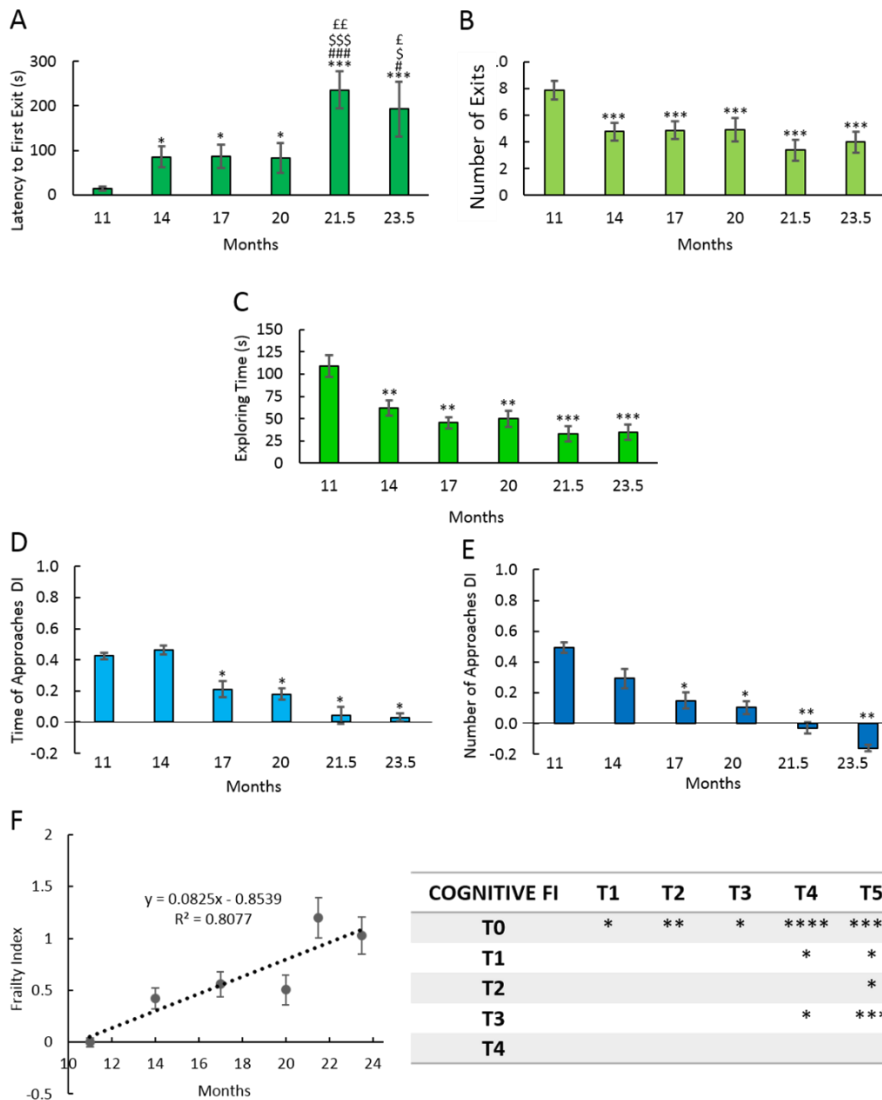 A
££
$$$
###
***
£
$
#
***
* * *
Latency to First Exit (s)
300
200
100
0
11 14 17 20 21.5 23.5
Months
B
Number of Exits
.0
8
6
4
2
0
*** *** *** *** ***
11 14 17 20 21.5 23.5
Months
C
Exploring Time (s)
150
125
100
75
50
25
0
** ** ** *** ***
11 14 17 20 21.5 23.5
Months
D
Time of Approaches DI
1.0
0.8
0.6
0.4
0.2
0.0
-0.2
* * * *
11 14 17 20 21.5 23.5
Months
E
Number of Approaches DI
1.0
0.8
0.6
0.4
0.2
0.0
-0.2
* * ** **
11 14 17 20 21.5 23.5
Months
F
Frailty Index
2
1.5
1
0.5
0
-0.5
y = 0.0825x - 0.8539
R² = 0.8077
10 12 14 16 18 20 22 24
Months
COGNITIVE FI T1 T2 T3 T4 T5
T0 * ** * **** ***
T1 * *
T2 *
T3 * ***
T4